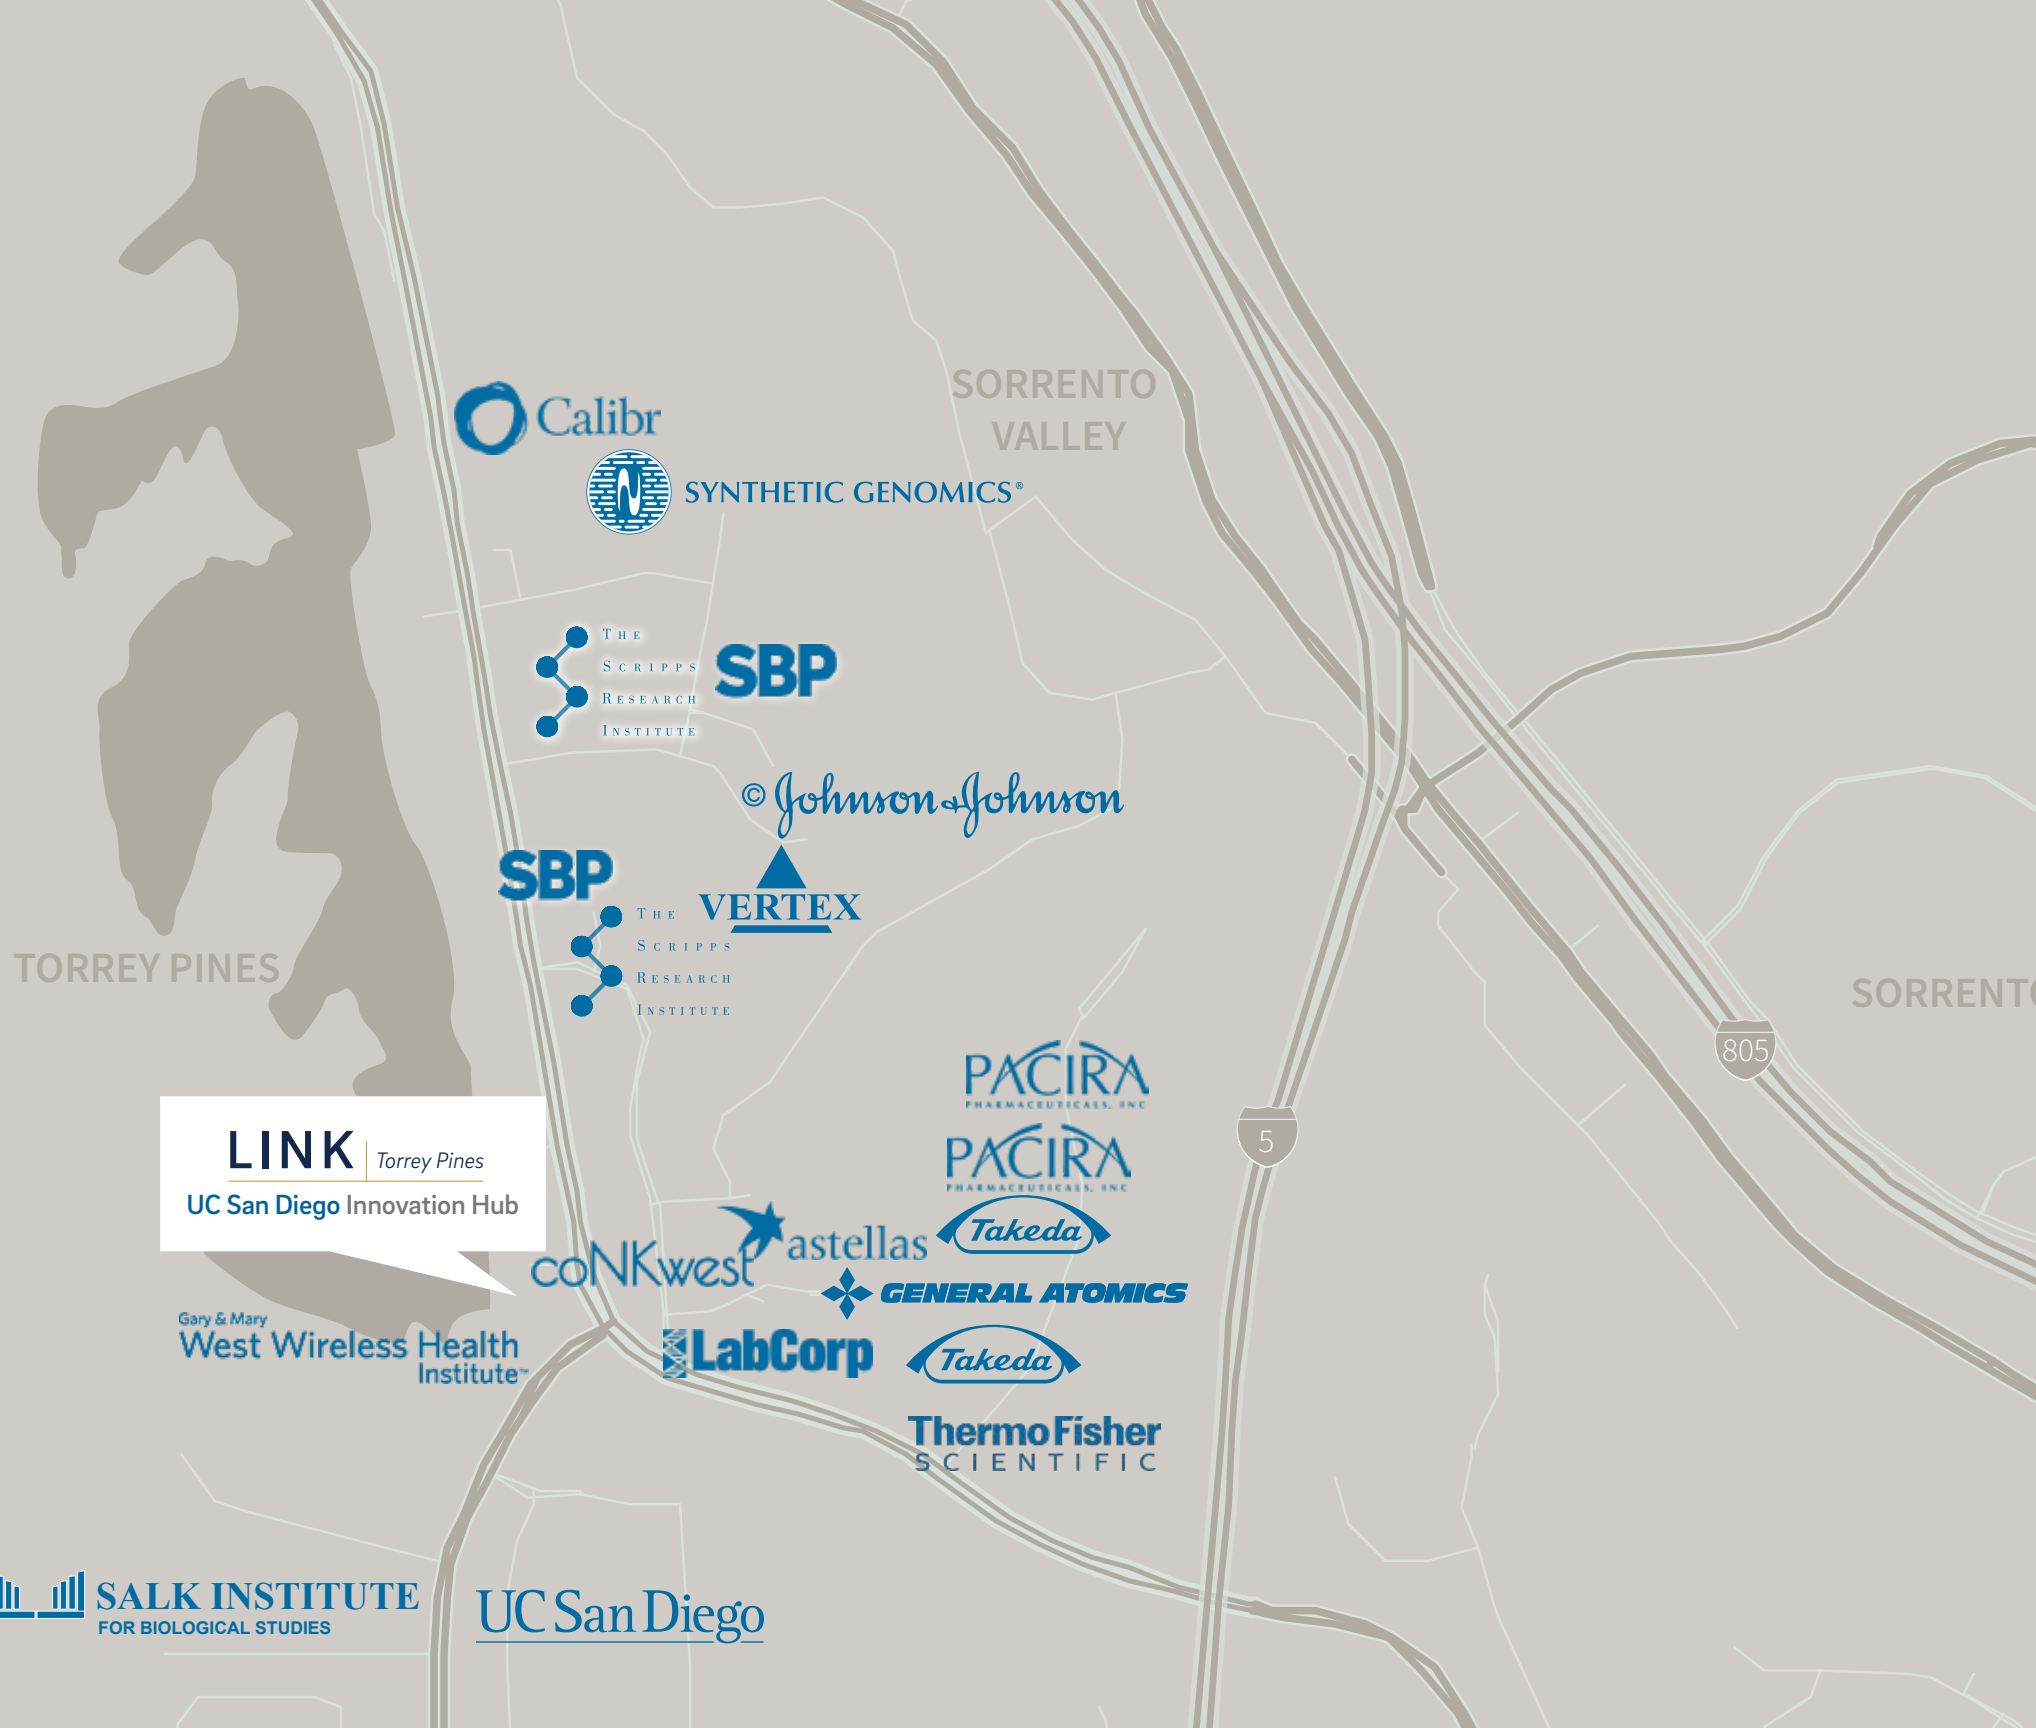 SORRENTO
VALLEY
Calibr
SYNTHETIC GENOMICS®
THE
SCRIPPS
RESEARCH
INSTITUTE
SBP
© Johnson & Johnson
SBP
VERTEX
THE
SCRIPPS
RESEARCH
INSTITUTE
TORREY PINES
SORRENTO
805
PACIRA
PHARMACEUTICALS, INC
5
PACIRA
PHARMACEUTICALS, INC
LINK Torrey Pines
UC San Diego Innovation Hub
astellas
Takeda
coNKwest
GENERAL ATOMICS
Gary & Mary
West Wireless Health
Institute™
LabCorp
Takeda
ThermoFisher
SCIENTIFIC
SALK INSTITUTE
FOR BIOLOGICAL STUDIES
UC San Diego